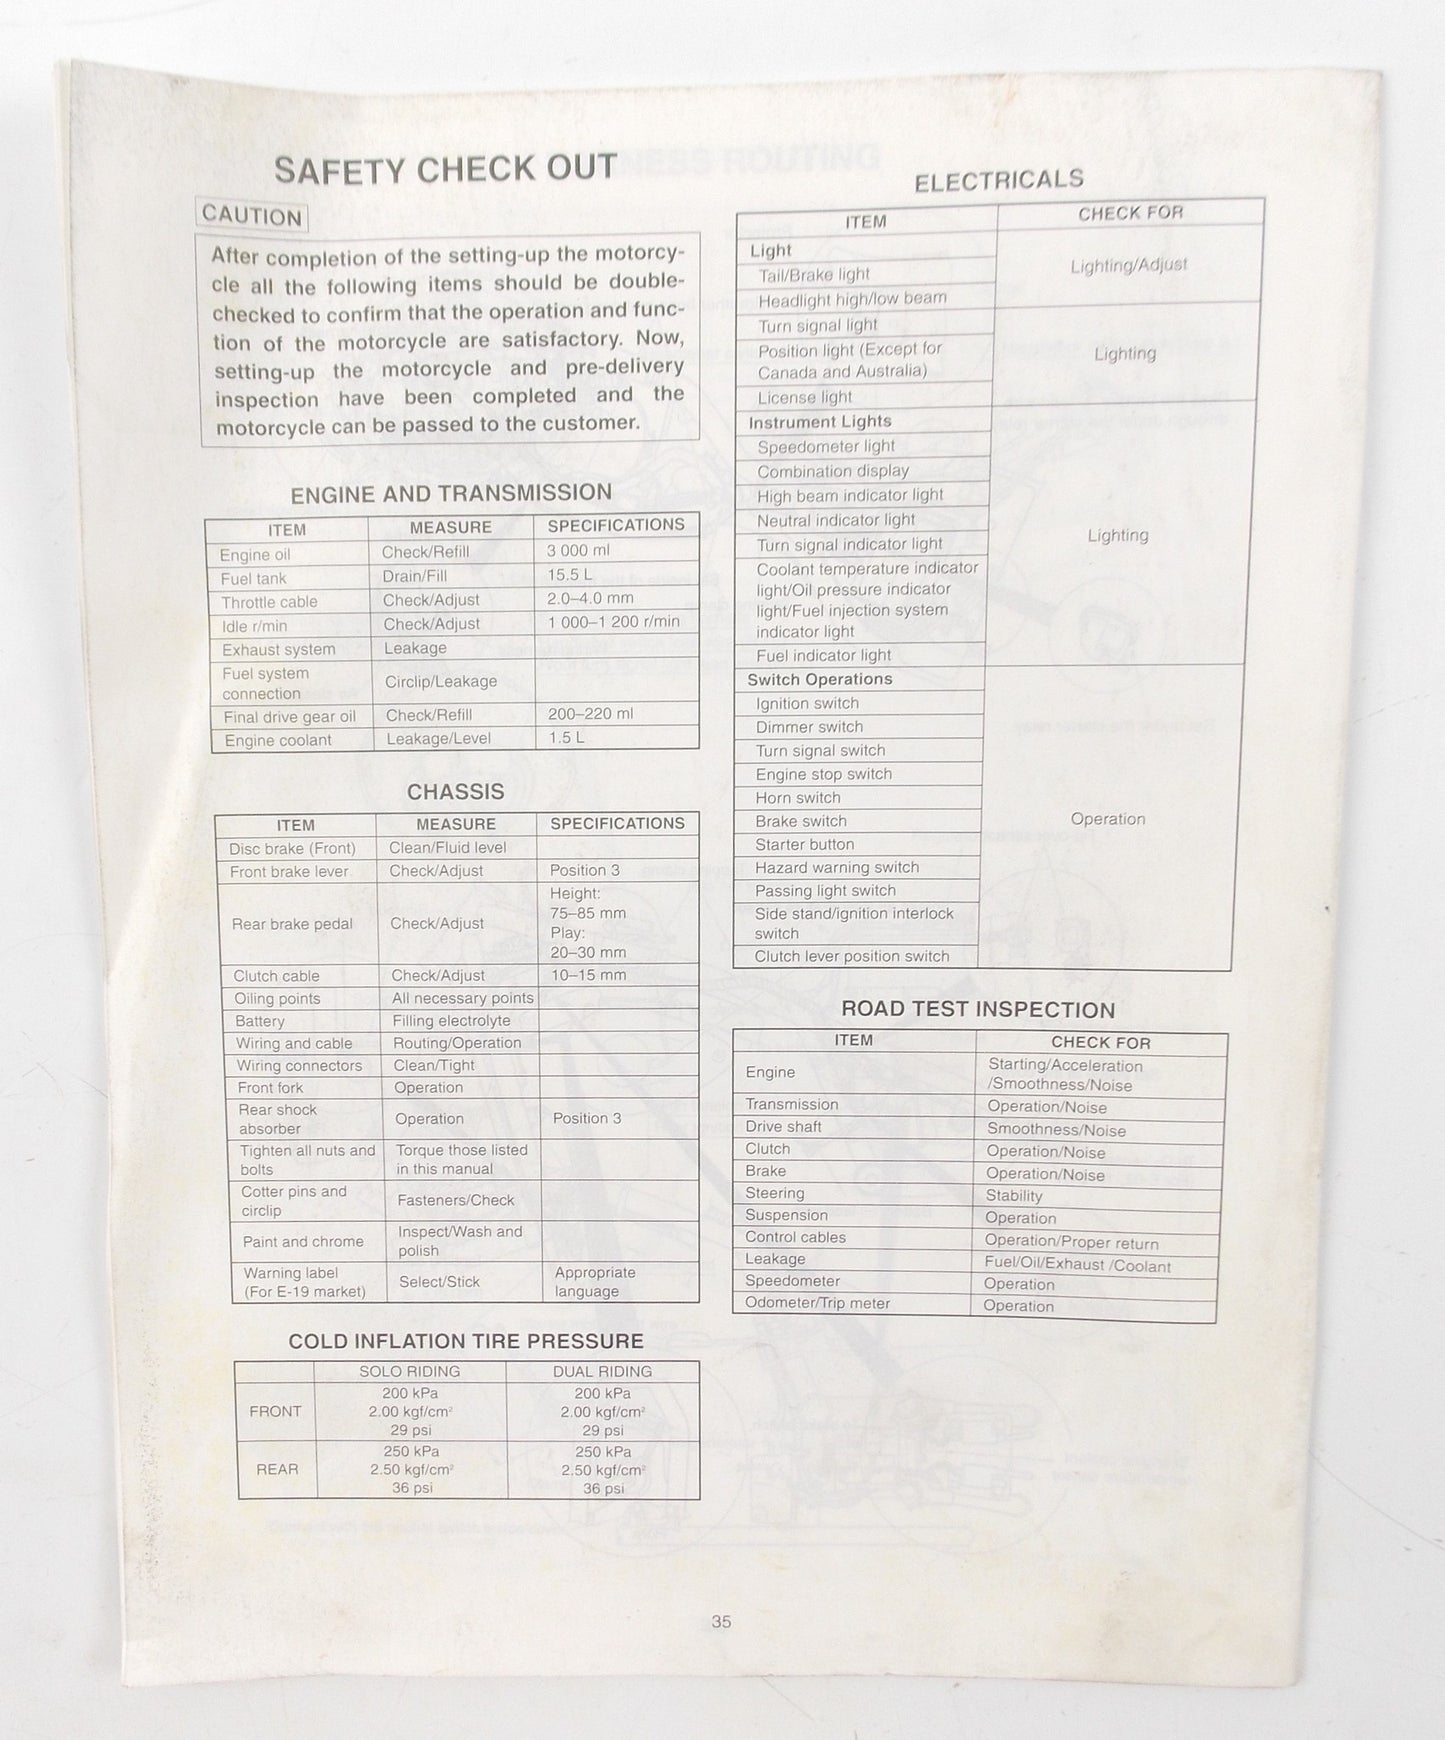 SAFETY CHECK OUT
CAUTION
After completion of the setting-up the motorcy-
cle all the following items should be double-
checked to confirm that the operation and func-
tion of the motorcycle are satisfactory. Now,
setting-up the motorcycle and pre-delivery
inspection have been completed and the
motorcycle can be passed to the customer.
ENGINE AND TRANSMISSION
ITEM MEASURE SPECIFICATIONS
Engine oil Check/Refill 3 000 ml
Fuel tank Drain/Fill 15.5 L
Throttle cable Check/Adjust 2.0–4.0 mm
Idle r/min Check/Adjust 1 000–1 200 r/min
Exhaust system Leakage
Fuel system
connection Circlip/Leakage
Final drive gear oil Check/Refill 200–220 ml
Engine coolant Leakage/Level 1.5 L
CHASSIS
ITEM MEASURE SPECIFICATIONS
Disc brake (Front) Clean/Fluid level
Front brake lever Check/Adjust Position 3
Rear brake pedal Check/Adjust Height:
75–85 mm
Play:
20–30 mm
Clutch cable Check/Adjust 10–15 mm
Oiling points All necessary points
Battery Filling electrolyte
Wiring and cable Routing/Operation
Wiring connectors Clean/Tight
Front fork Operation
Rear shock
absorber Operation Position 3
Tighten all nuts and Torque those listed
bolts in this manual
Cotter pins and
circlip Fasteners/Check
Paint and chrome Inspect/Wash and
polish
Warning label Select/Stick Appropriate
(For E-19 market) language
COLD INFLATION TIRE PRESSURE
SOLO RIDING DUAL RIDING
FRONT 200 kPa 200 kPa
2.00 kgf/cm² 2.00 kgf/cm²
29 psi 29 psi
REAR 250 kPa 250 kPa
2.50 kgf/cm² 2.50 kgf/cm²
36 psi 36 psi
ELECTRICALS
ITEM CHECK FOR
Light
Tail/Brake light Lighting/Adjust
Headlight high/low beam
Turn signal light
Position light (Except for Lighting
Canada and Australia)
License light
Instrument Lights
Speedometer light
Combination display
High beam indicator light
Neutral indicator light Lighting
Turn signal indicator light
Coolant temperature indicator
light/Oil pressure indicator
light/Fuel injection system
indicator light
Fuel indicator light
Switch Operations
Ignition switch
Dimmer switch
Turn signal switch
Engine stop switch
Horn switch
Brake switch Operation
Starter button
Hazard warning switch
Passing light switch
Side stand/ignition interlock
switch
Clutch lever position switch
ROAD TEST INSPECTION
ITEM CHECK FOR
Engine Starting/Acceleration
/Smoothness/Noise
Transmission Operation/Noise
Drive shaft Smoothness/Noise
Clutch Operation/Noise
Brake Operation/Noise
Steering Stability
Suspension Operation
Control cables Operation/Proper return
Leakage Fuel/Oil/Exhaust /Coolant
Speedometer Operation
Odometer/Trip meter Operation
35